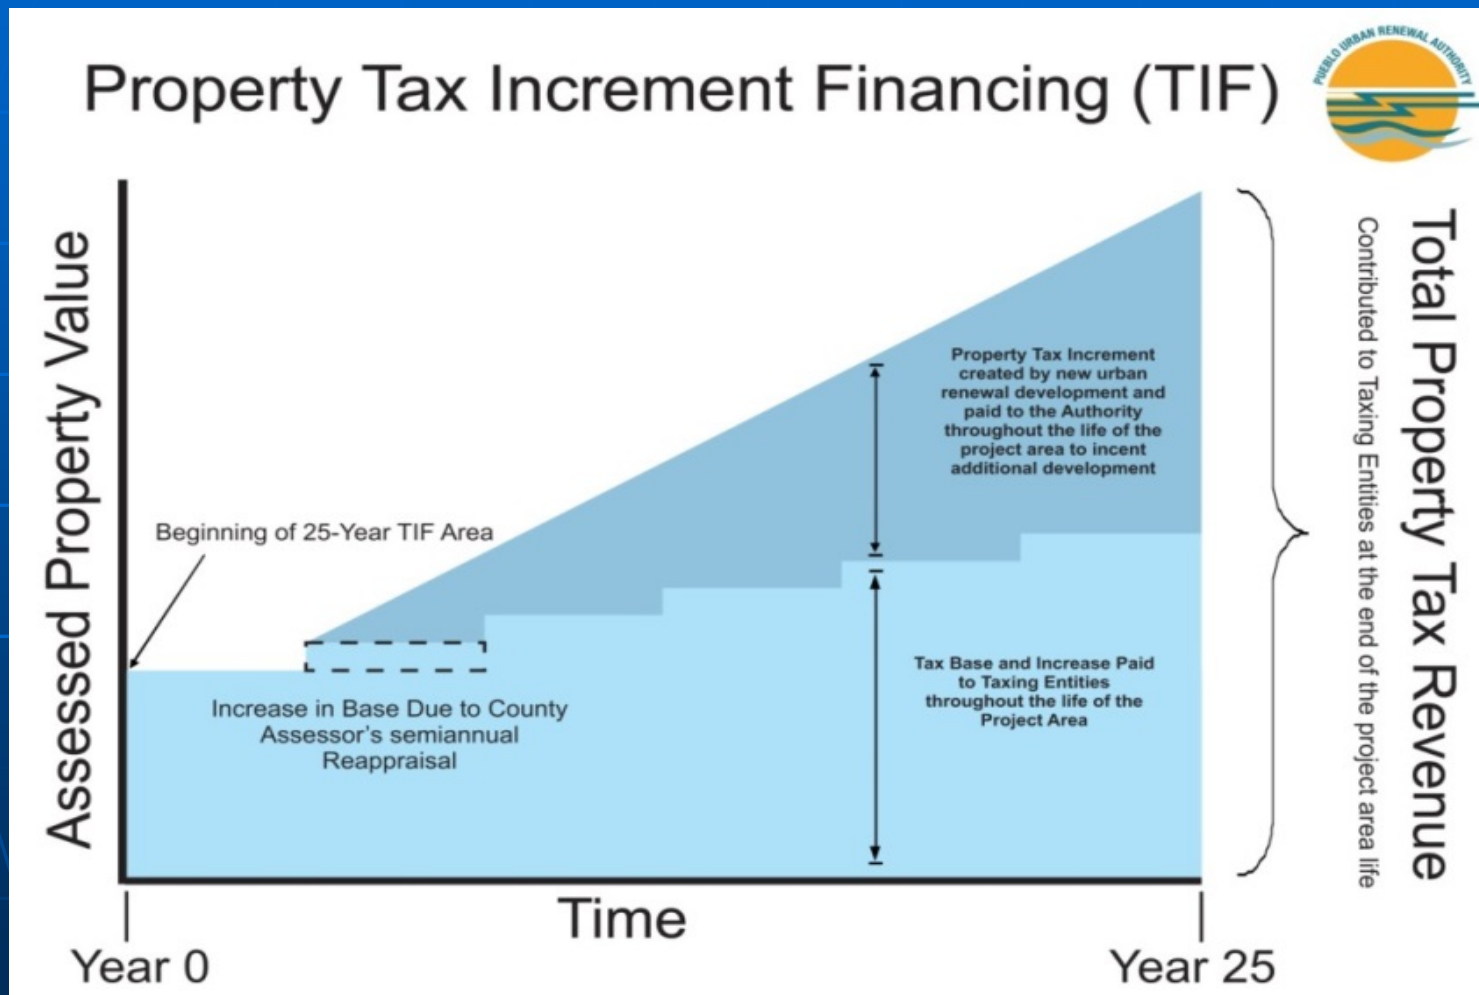 Property Tax Increment Financing (TIF)
PUEBLO URBAN RENEWAL AUTHORITY
Assessed Property Value
Beginning of 25-Year TIF Area
Increase in Base Due to County
Assessor's semiannual
Reappraisal
Property Tax Increment
created by new urban
renewal development and
paid to the Authority
throughout the life of the
project area to incent
additional development
Tax Base and Increase Paid
to Taxing Entities
throughout the life of the
Project Area
Total Property Tax Revenue
Contributed to Taxing Entities at the end of the project area life
Time
Year 0
Year 25